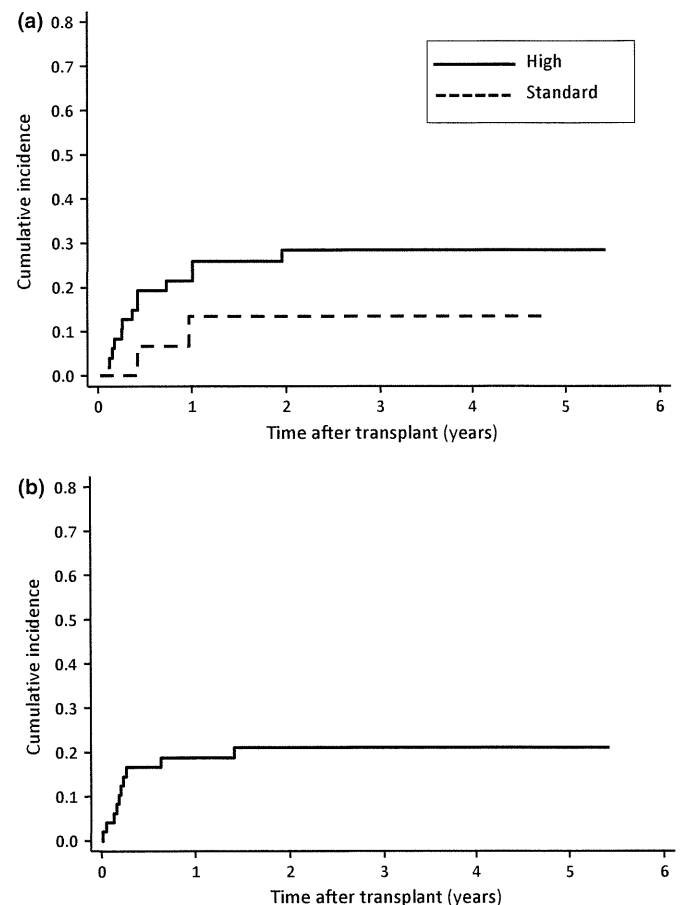 (a)
0.8
0.7
0.6
0.5
0.4
0.3
0.2
0.1
0.0
Cumulative incidence
High
Standard
0 1 2 3 4 5 6
Time after transplant (years)
(b)
0.8
0.7
0.6
0.5
0.4
0.3
0.2
0.1
0.0
Cumulative incidence
0 1 2 3 4 5 6
Time after transplant (years)